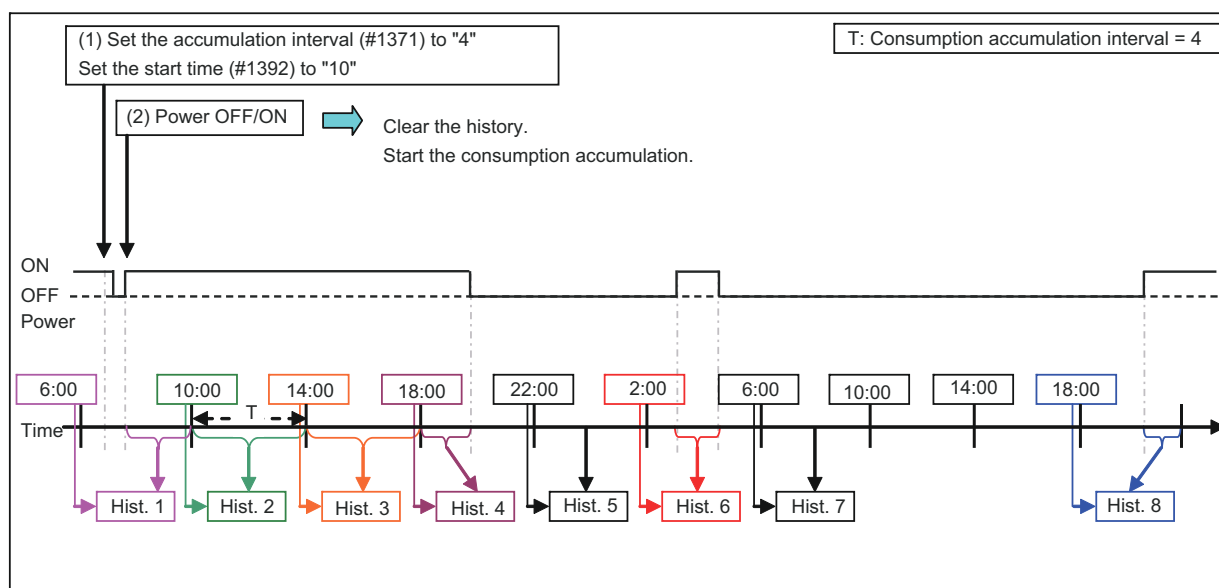 (1) Set the accumulation interval (#1371) to "4"
Set the start time (#1392) to "10"
T: Consumption accumulation interval = 4
(2) Power OFF/ON
Clear the history.
Start the consumption accumulation.
ON
OFF
Power
6:00
10:00
14:00
18:00
22:00
2:00
6:00
10:00
14:00
18:00
T
Time
Hist. 1
Hist. 2
Hist. 3
Hist. 4
Hist. 5
Hist. 6
Hist. 7
Hist. 8